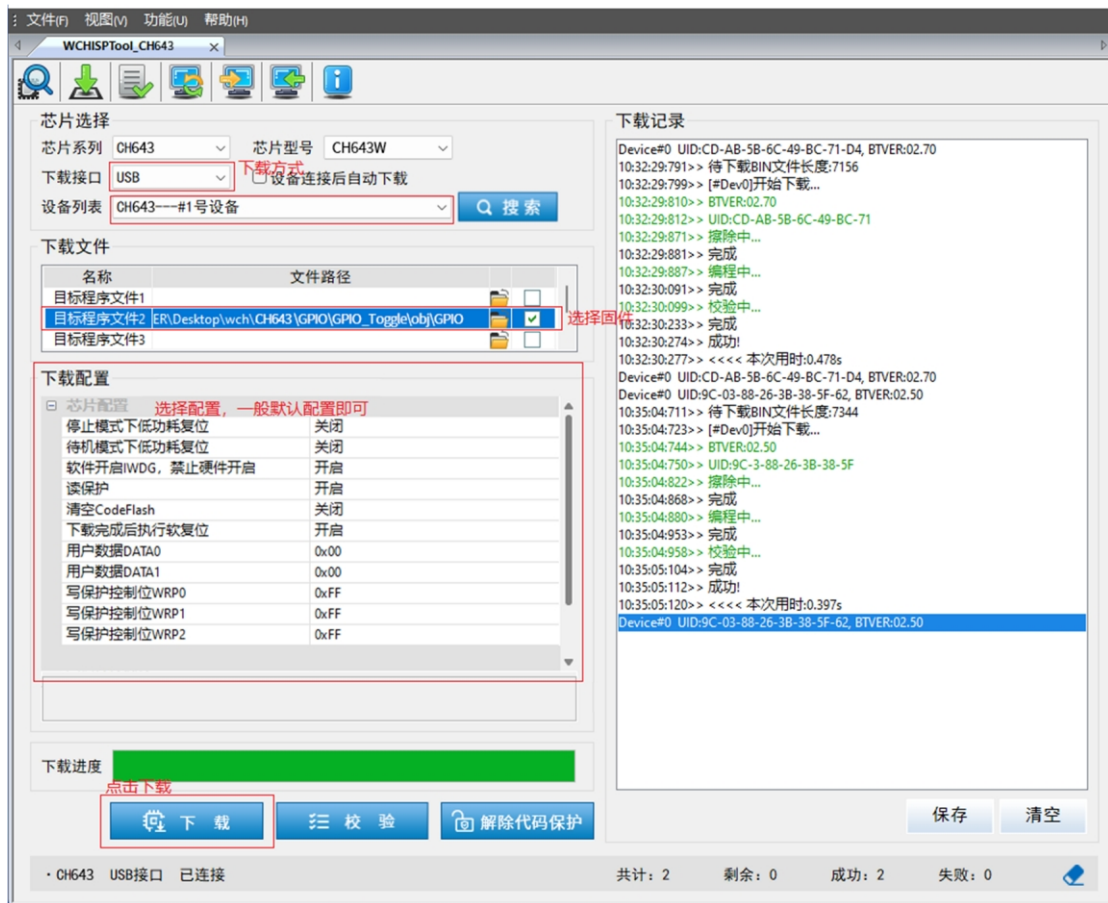 文件(F) 视图(V) 功能(U) 帮助(H)
WCHISPTool_CH643
芯片选择
芯片系列 CH643 芯片型号 CH643W
下载方式
下载接口 USB 设备连接后自动下载
设备列表 CH643---#1号设备 搜索
下载文件
名称 文件路径
目标程序文件1
目标程序文件2 ER\Desktop\wch\CH643\GPIO\GPIO_Toggle\obj\GPIO 选择固件
目标程序文件3
下载配置
芯片配置 选择配置，一般默认配置即可
停止模式下低功耗复位 关闭
待机模式下低功耗复位 关闭
软件开启IWDG，禁止硬件开启 开启
读保护 开启
清空CodeFlash 关闭
下载完成后执行软复位 开启
用户数据DATA0 0x00
用户数据DATA1 0x00
写保护控制位WRP0 0xFF
写保护控制位WRP1 0xFF
写保护控制位WRP2 0xFF
下载进度
点击下载
下载 校验 解除代码保护
下载记录
Device#0 UID:CD-AB-5B-6C-49-BC-71-D4, BTVER:02.70
10:32:29:791>> 待下载BIN文件长度:7156
10:32:29:799>> [#Dev0]开始下载...
10:32:29:810>> BTVER:02.70
10:32:29:812>> UID:CD-AB-5B-6C-49-BC-71
10:32:29:871>> 擦除中...
10:32:29:881>> 完成
10:32:29:887>> 编程中...
10:32:30:091>> 完成
10:32:30:099>> 校验中...
10:32:30:233>> 完成
10:32:30:274>> 成功!
10:32:30:277>> <<<< 本次用时:0.478s
Device#0 UID:CD-AB-5B-6C-49-BC-71-D4, BTVER:02.70
Device#0 UID:9C-03-88-26-3B-38-5F-62, BTVER:02.50
10:35:04:711>> 待下载BIN文件长度:7344
10:35:04:723>> [#Dev0]开始下载...
10:35:04:744>> BTVER:02.50
10:35:04:750>> UID:9C-3-88-26-3B-38-5F
10:35:04:822>> 擦除中...
10:35:04:868>> 完成
10:35:04:880>> 编程中...
10:35:04:953>> 完成
10:35:04:958>> 校验中...
10:35:05:104>> 完成
10:35:05:112>> 成功!
10:35:05:120>> <<<< 本次用时:0.397s
Device#0 UID:9C-03-88-26-3B-38-5F-62, BTVER:02.50
保存 清空
·CH643 USB接口 已连接 共计：2 剩余：0 成功：2 失败：0